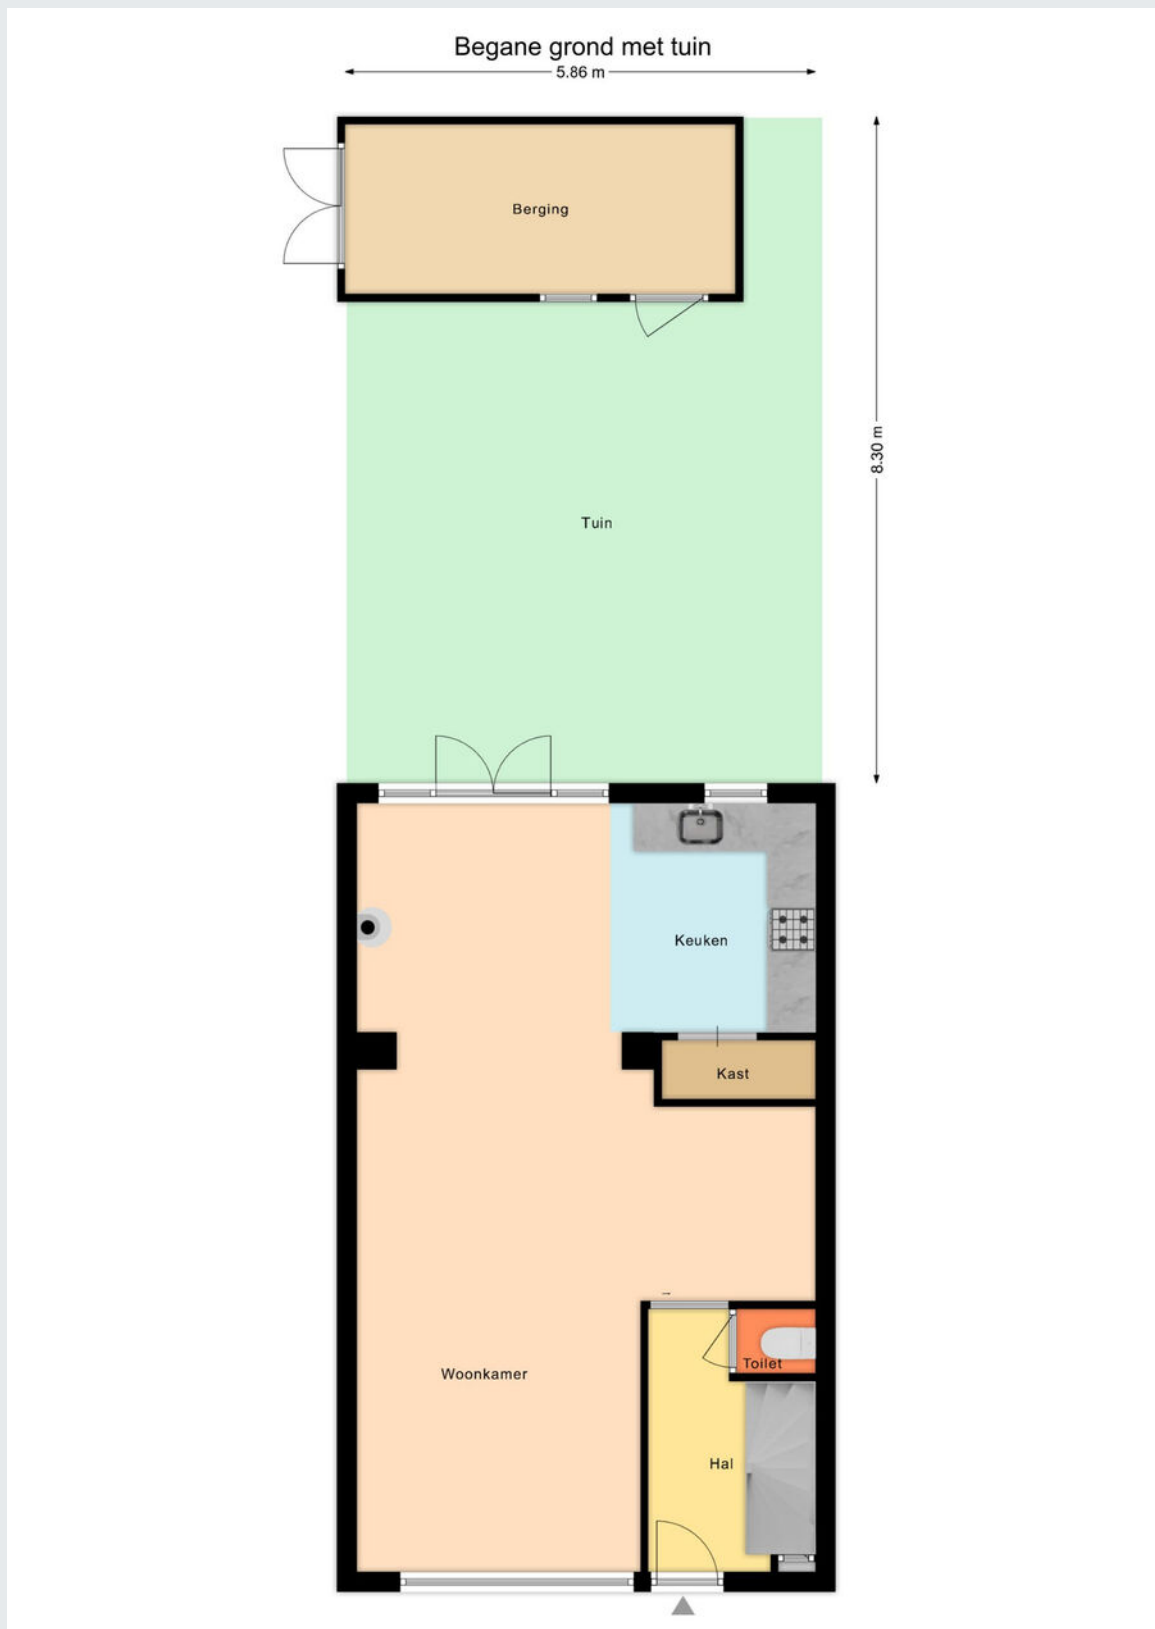 Begane grond met tuin
5.86 m
Berging
8.30 m
Tuin
Keuken
Kast
Toilet
Woonkamer
Hal